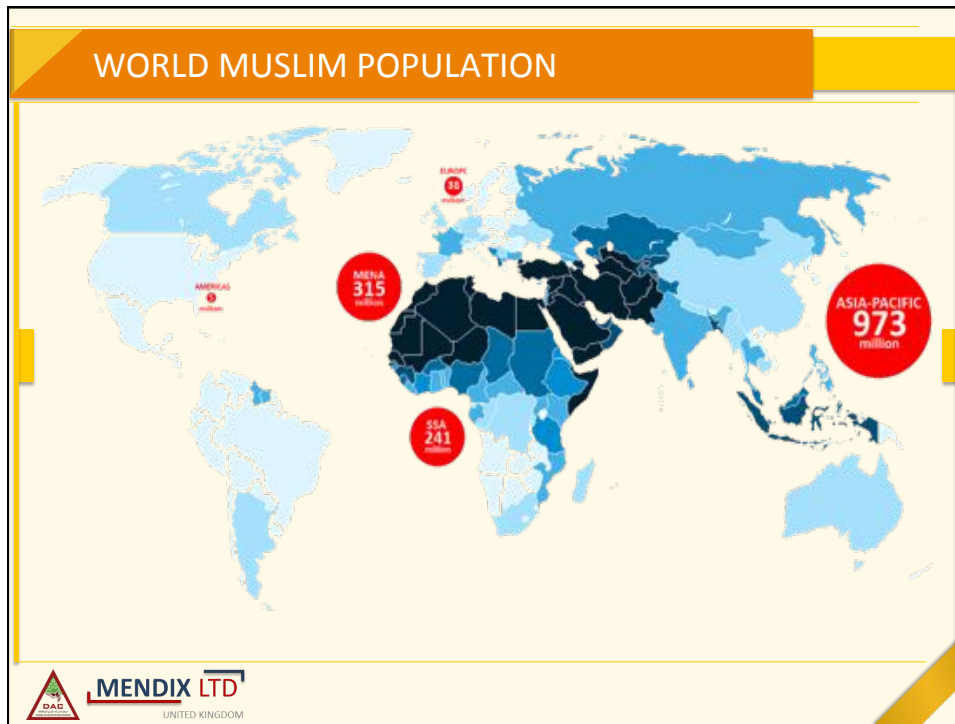 WORLD MUSLIM POPULATION
EUROPE
38
million
MENA
315
million
AMERICAS
5
million
ASIA-PACIFIC
973
million
SSA
241
million
DAC
MENDIX LTD
UNITED KINGDOM